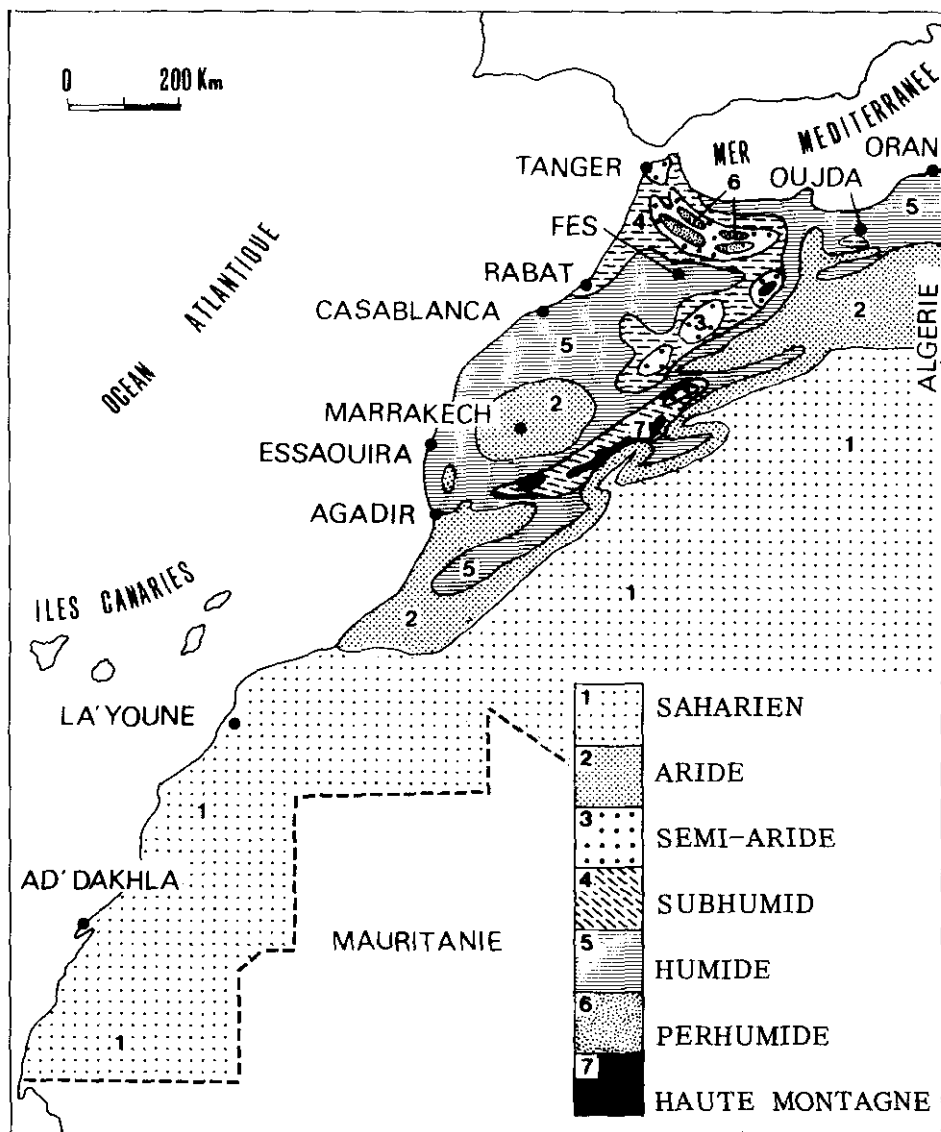 0 200 Km
MER MEDITERRANEE
ORAN
TANGER
6
OUJDA
4
5
FES
OCEAN ATLANTIQUE
RABAT
CASABLANCA
2
ALGERIE
3
5
2
MARRAKECH
7
1
ESSAOUIRA
AGADIR
5
1
ILES CANARIES
2
LA'YOUNE
1
AD'DAKHLA
MAURITANIE
1
1 SAHARIEN
2 ARIDE
3 SEMI-ARIDE
4 SUBHUMID
5 HUMIDE
6 PERHUMIDE
7 HAUTE MONTAGNE